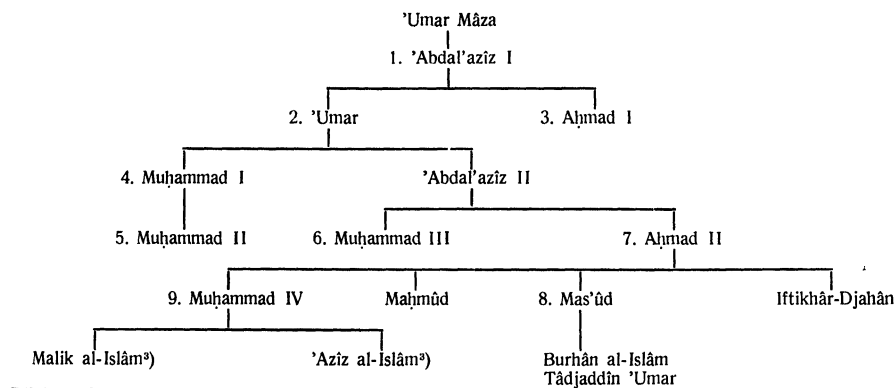 ’Umar Mâza
1. ’Abdal’azîz I
2. ’Umar 3. Aḥmad I
4. Muḥammad I ’Abdal’azîz II
5. Muḥammad II 6. Muḥammad III 7. Aḥmad II
9. Muḥammad IV Maḥmûd 8. Mas’ûd Iftikhâr-Djahân
Malik al-Islâm³) ’Azîz al-Islâm³) Burhân al-Islâm
Tâdjaddîn ’Umar